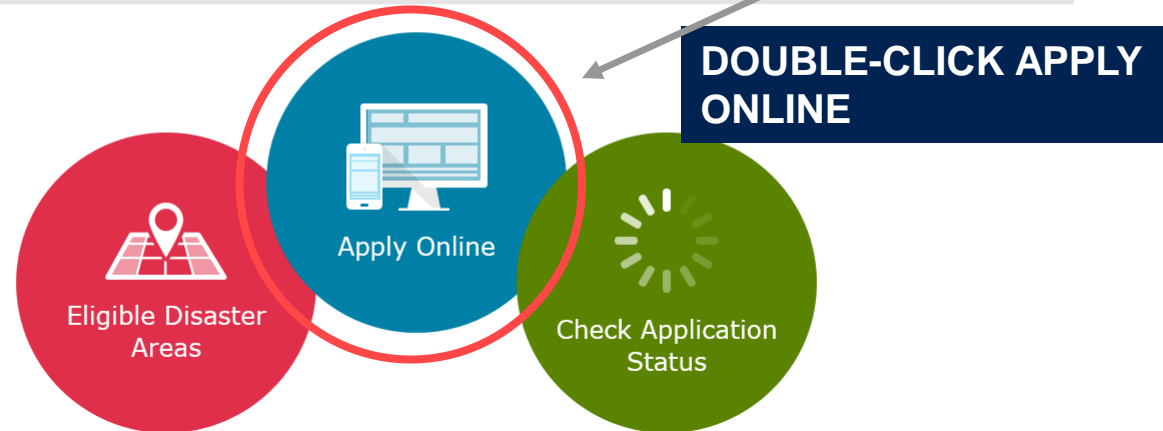 DOUBLE-CLICK APPLY
ONLINE
Apply Online
Eligible Disaster
Areas
Check Application
Status